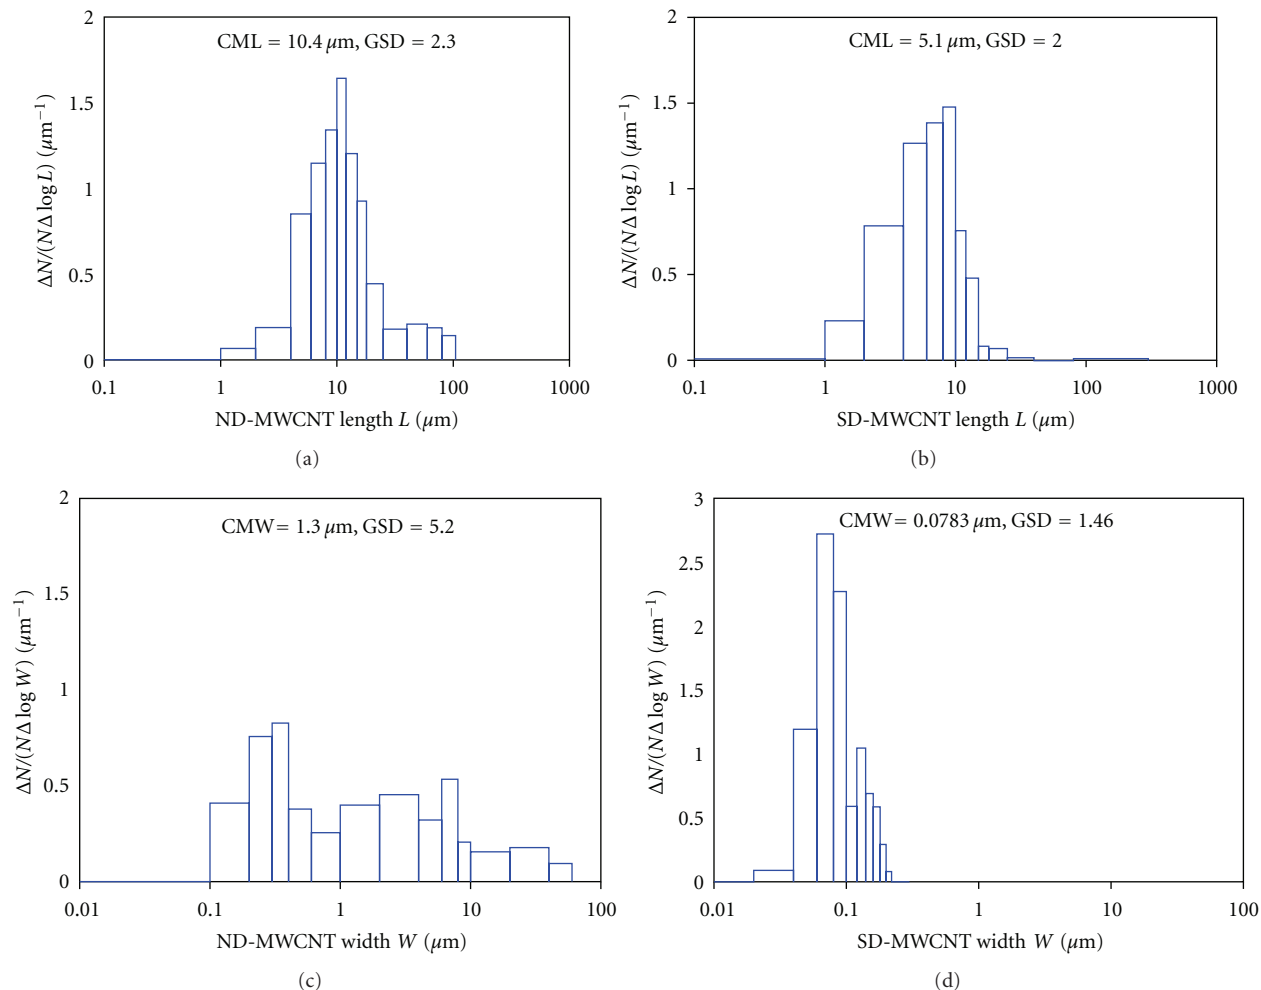 CML = 10.4 μm, GSD = 2.3
ΔN/(NΔ log L) (μm⁻¹)
2
1.5
1
0.5
0
0.1 1 10 100 1000
ND-MWCNT length L (μm)
(a)
CML = 5.1 μm, GSD = 2
ΔN/(NΔ log L) (μm⁻¹)
2
1.5
1
0.5
0
0.1 1 10 100 1000
SD-MWCNT length L (μm)
(b)
CMW= 1.3 μm, GSD = 5.2
ΔN/(NΔ log W) (μm⁻¹)
2
1.5
1
0.5
0
0.01 0.1 1 10 100
ND-MWCNT width W (μm)
(c)
CMW= 0.0783 μm, GSD = 1.46
ΔN/(NΔ log W) (μm⁻¹)
3
2.5
2
1.5
1
0.5
0
0.01 0.1 1 10 100
SD-MWCNT width W (μm)
(d)